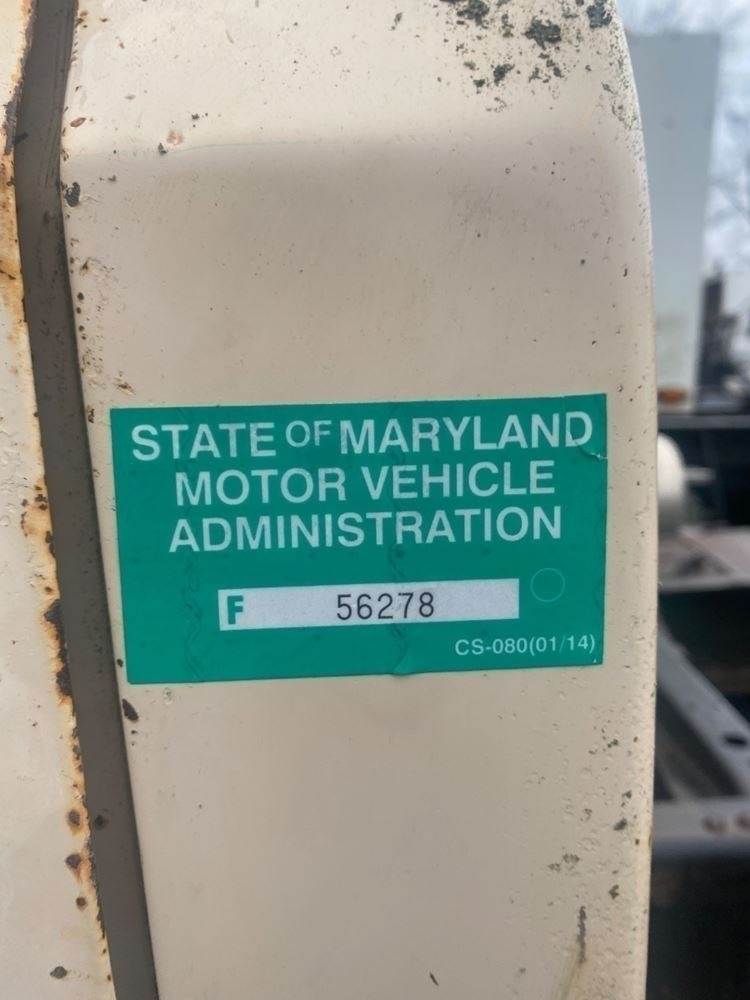 STATE OF MARYLAND
MOTOR VEHICLE
ADMINISTRATION
F 56278
CS-080(01/14)